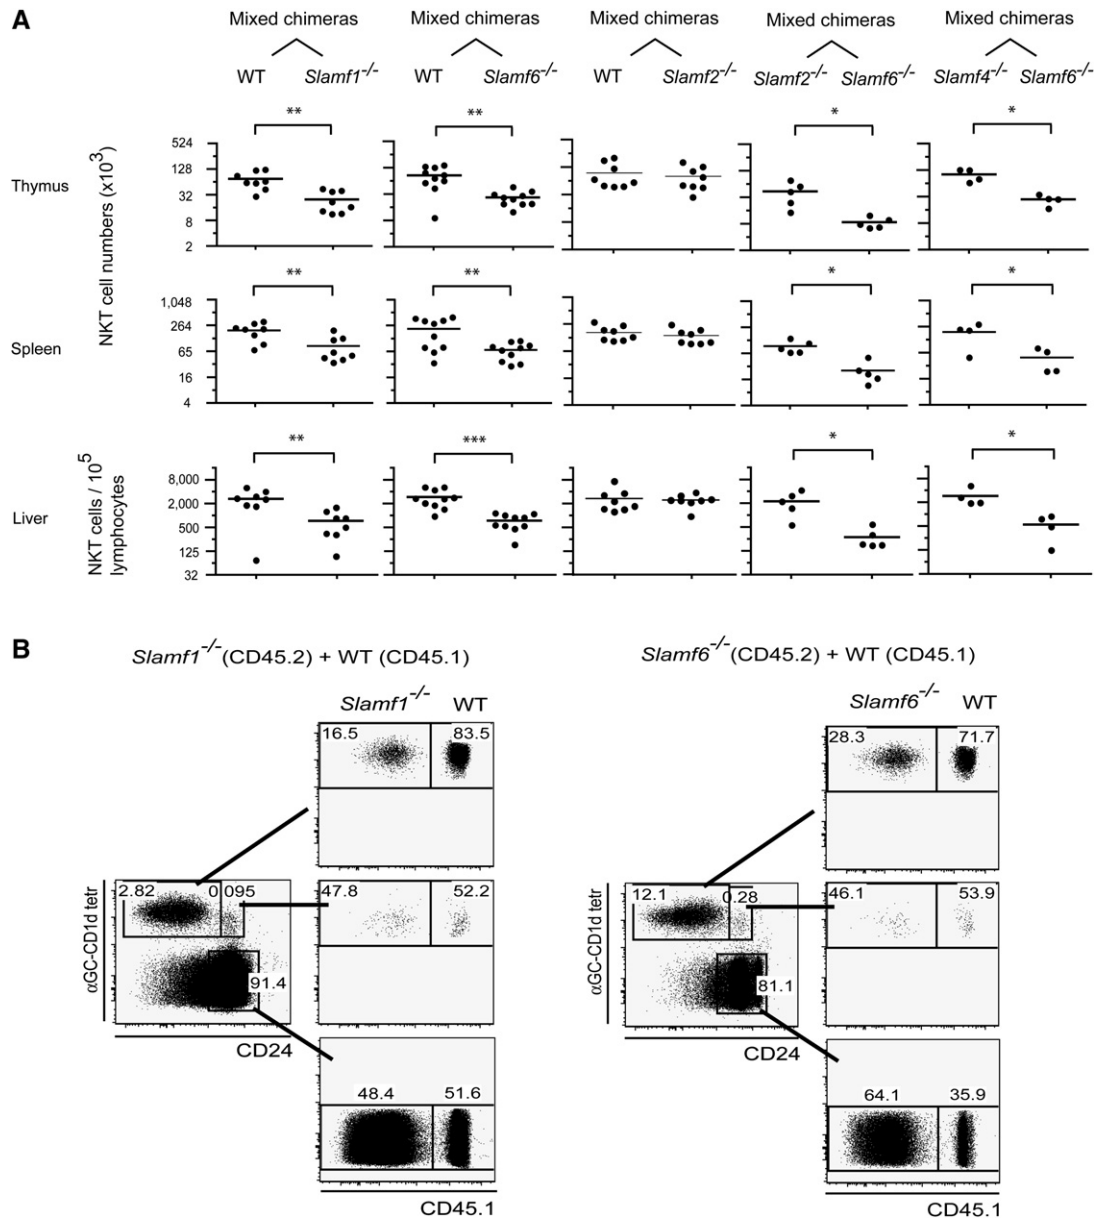 A
Mixed chimeras Mixed chimeras Mixed chimeras Mixed chimeras Mixed chimeras
WT Slamf1-/- WT Slamf6-/- WT Slamf2-/- Slamf2-/- Slamf6-/- Slamf4-/- Slamf6-/-
** ** * *
Thymus
NKT cell numbers (x10³)
524
128
32
8
2
** ** * *
Spleen
1,048
264
65
16
4
** *** * *
Liver
NKT cells / 10⁵
lymphocytes
8,000
2,000
500
125
32
B
Slamf1-/-(CD45.2) + WT (CD45.1)
Slamf1-/- WT
16.5 83.5
2.82 0 095
47.8 52.2
91.4
αGC-CD1d tetr
CD24
48.4 51.6
CD45.1
Slamf6-/-(CD45.2) + WT (CD45.1)
Slamf6-/- WT
28.3 71.7
12.1 0.28
46.1 53.9
81.1
αGC-CD1d tetr
CD24
64.1 35.9
CD45.1